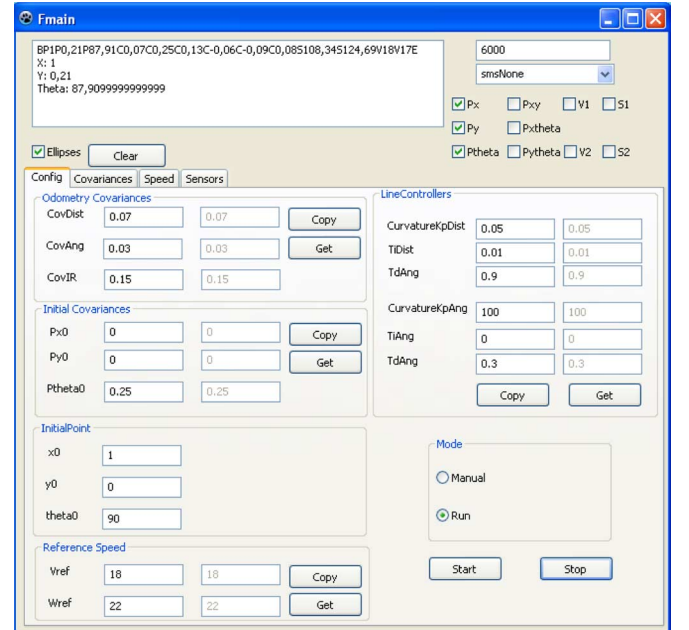 Fmain
BP1P0,21P87,91C0,07C0,25C0,13C-0,06C-0,09C0,08S108,34S124,69V18V17E
X: 1
Y: 0,21
Theta: 87,9099999999999
6000
smsNone
Px Pxy V1 S1
Py Pxtheta
Ptheta Pytheta V2 S2
Ellipses Clear
Config Covariances Speed Sensors
Odometry Covariances
CovDist 0.07 0.07 Copy
CovAng 0.03 0.03 Get
CovIR 0.15 0.15
Initial Covariances
Px0 0 0 Copy
Py0 0 0 Get
Ptheta0 0.25 0.25
InitialPoint
x0 1
y0 0
theta0 90
Reference Speed
Vref 18 18 Copy
Wref 22 22 Get
LineControllers
CurvatureKpDist 0.05 0.05
TiDist 0.01 0.01
TdAng 0.9 0.9
CurvatureKpAng 100 100
TiAng 0 0
TdAng 0.3 0.3
Copy Get
Mode
Manual
Run
Start Stop